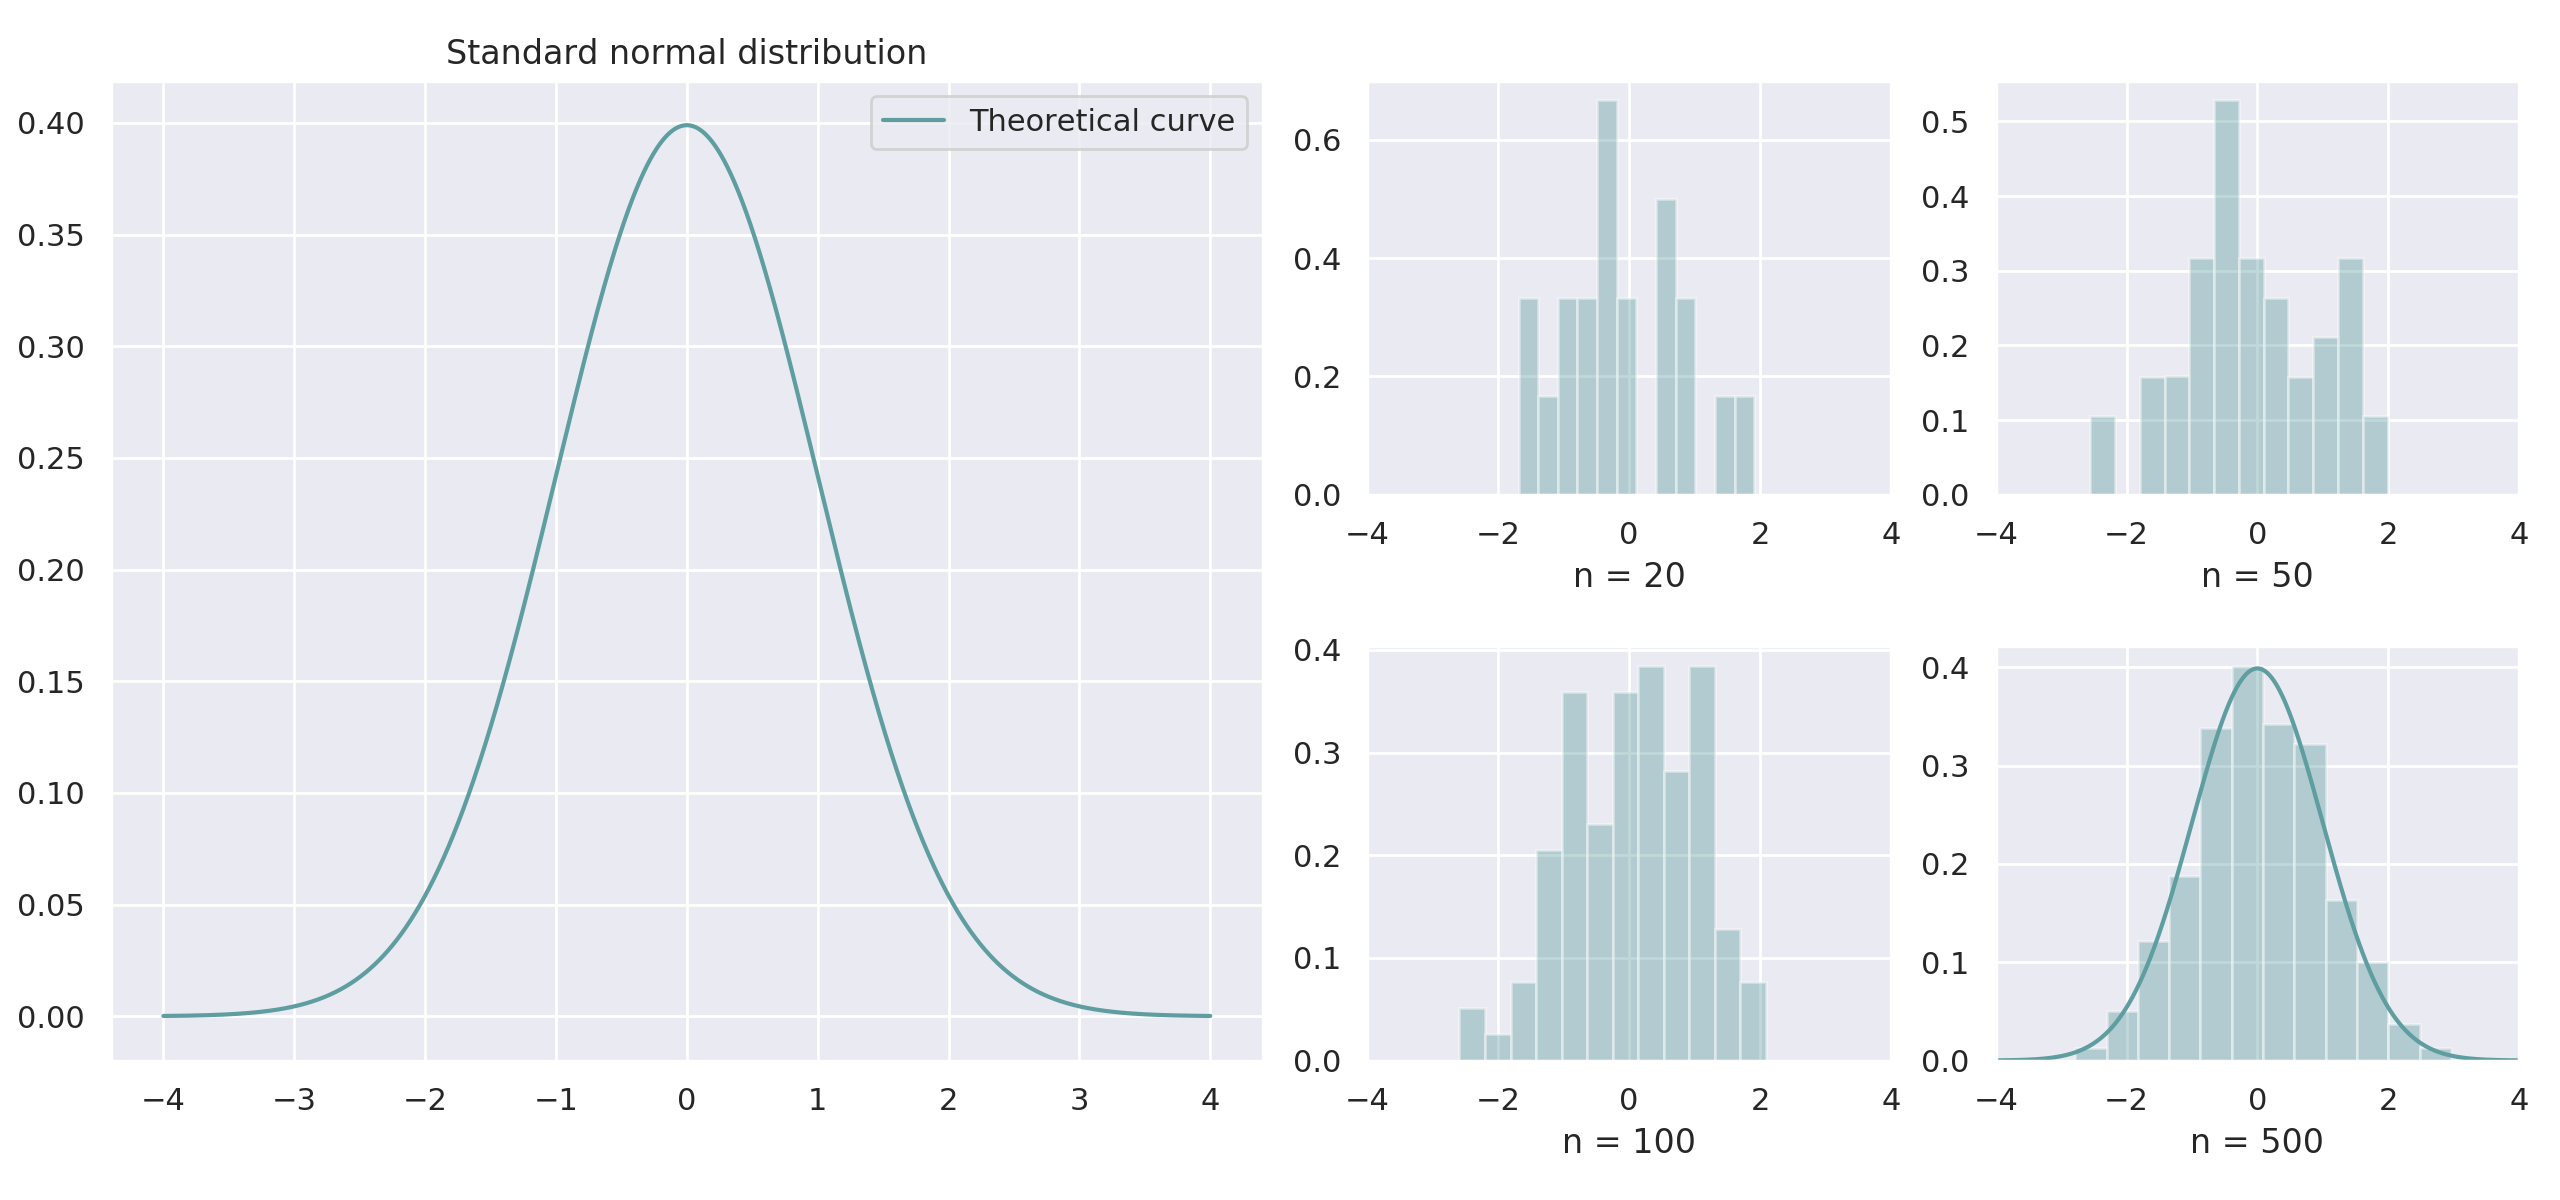 Standard normal distribution
Theoretical curve
0.40
0.35
0.30
0.25
0.20
0.15
0.10
0.05
0.00
−4 −3 −2 −1 0 1 2 3 4
0.6
0.4
0.2
0.0
−4 −2 0 2 4
n = 20
0.5
0.4
0.3
0.2
0.1
0.0
−4 −2 0 2 4
n = 50
0.4
0.3
0.2
0.1
0.0
−4 −2 0 2 4
n = 100
0.4
0.3
0.2
0.1
0.0
−4 −2 0 2 4
n = 500